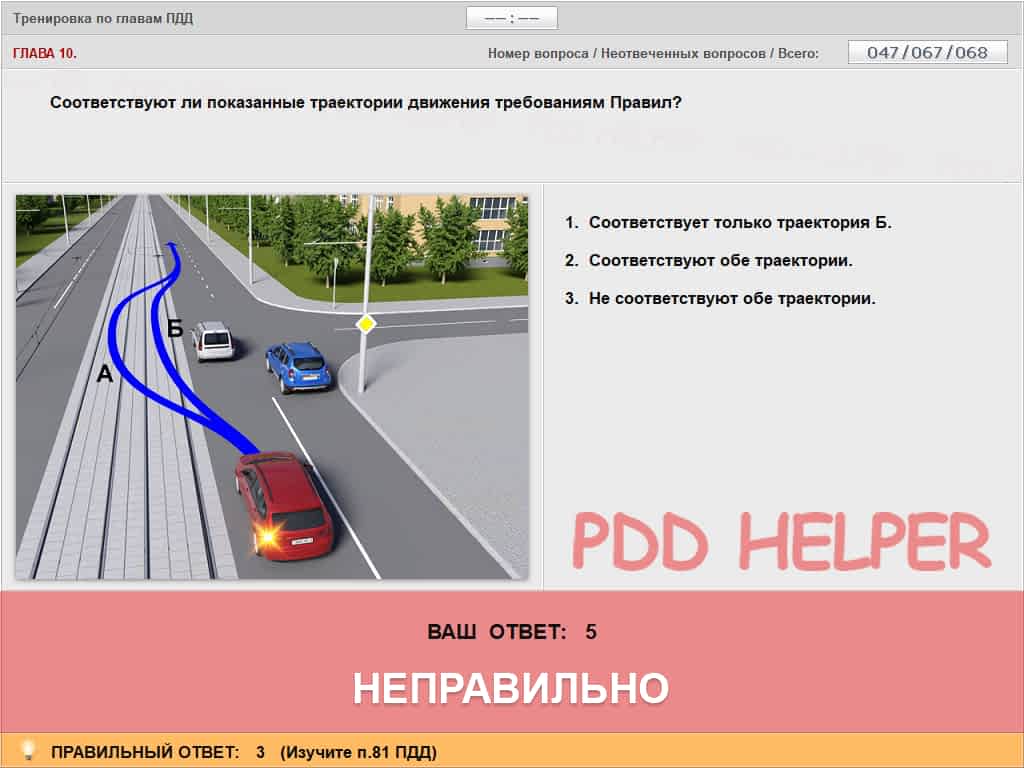 Тренировка по главам ПДД
—— : ——
ГЛАВА 10.
Номер вопроса / Неотвеченных вопросов / Всего:
047/067/068
Соответствуют ли показанные траектории движения требованиям Правил?
А
Б
1. Соответствует только траектория Б.
2. Соответствуют обе траектории.
3. Не соответствуют обе траектории.
PDD HELPER
ВАШ ОТВЕТ: 5
НЕПРАВИЛЬНО
ПРАВИЛЬНЫЙ ОТВЕТ: 3 (Изучите п.81 ПДД)